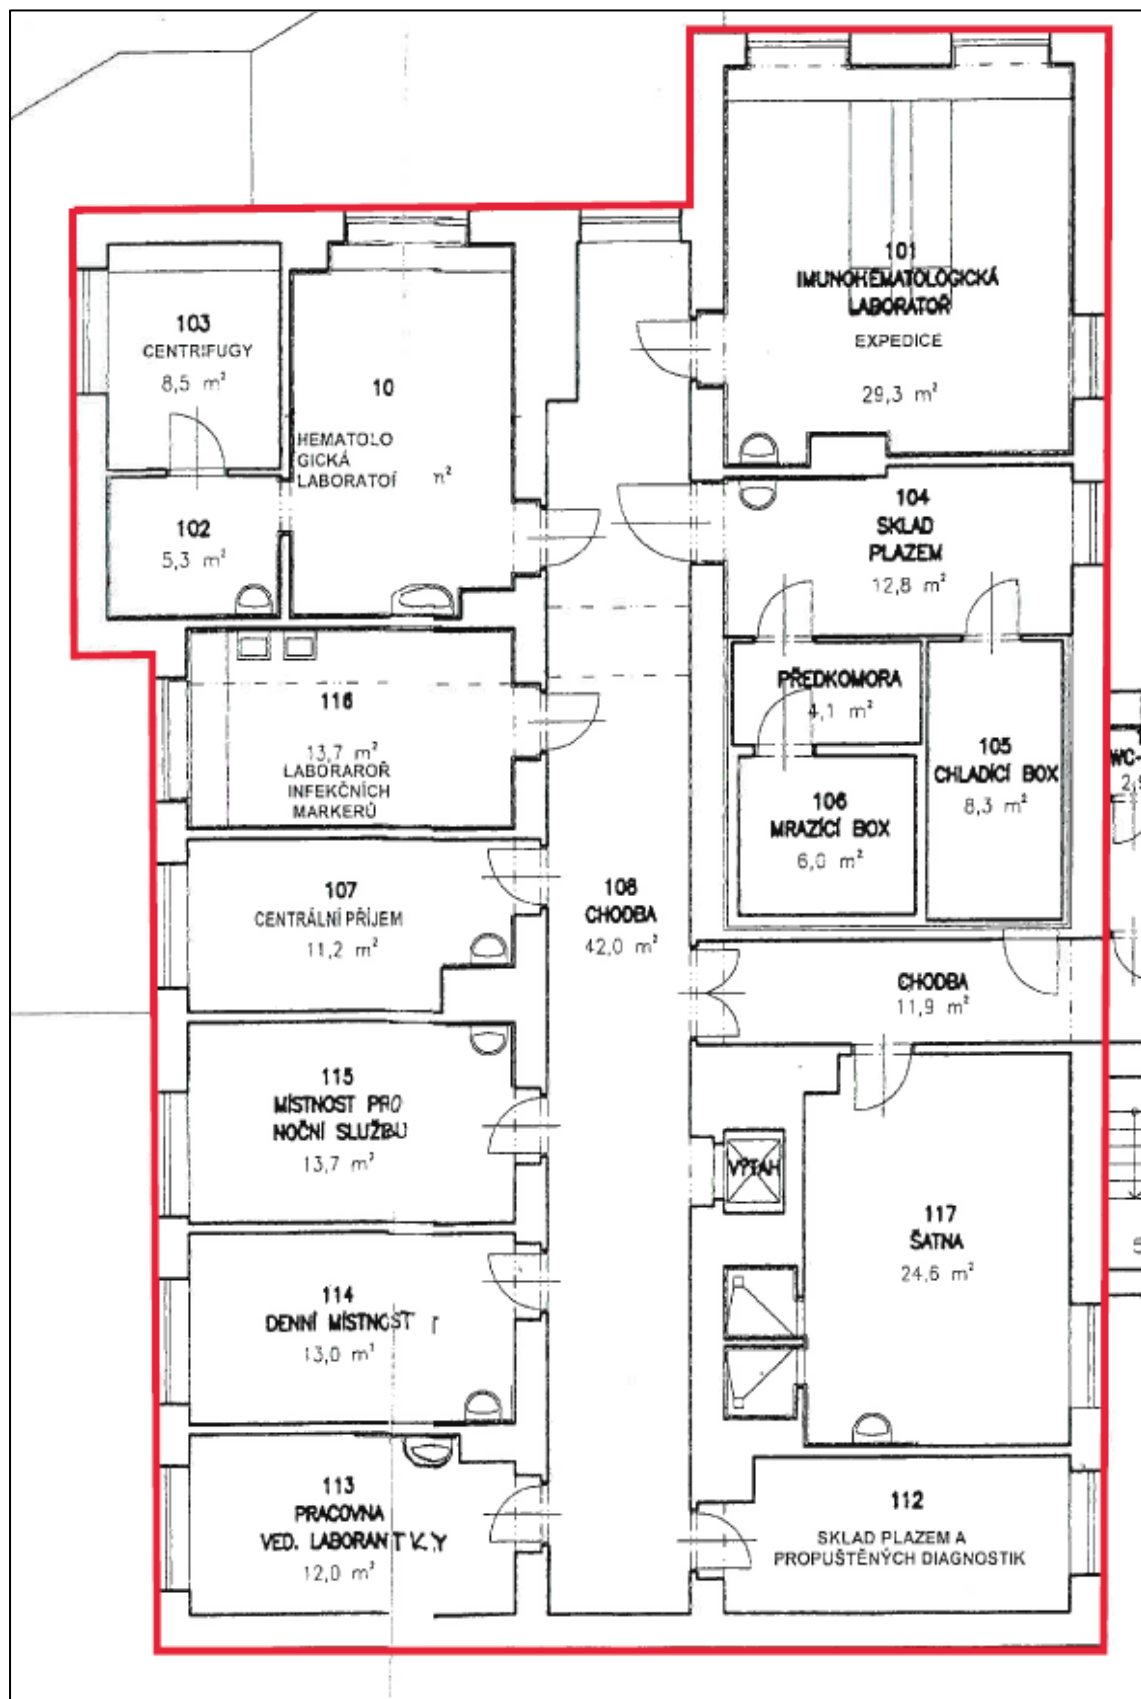 101
IMUNOHEMATOLOGICKÁ
LABORATOŘ
EXPEDICE
29,3 m²
103
CENTRIFUGY
8,5 m²
10
HEMATOLO
GICKÁ
LABORATOŘ
m²
102
5,3 m²
104
SKLAD
PLAZEM
12,8 m²
116
13,7 m²
LABORAROŘ
INFEKČNÍCH
MARKERŮ
PŘEDKOMORA
4,1 m²
105
CHLADÍCÍ BOX
8,3 m²
106
MRAZÍCÍ BOX
6,0 m²
WC-
107
CENTRÁLNÍ PŘÍJEM
11,2 m²
108
CHODBA
42,0 m²
CHODBA
11,9 m²
115
MÍSTNOST PRO
NOČNÍ SLUŽBU
13,7 m²
VÝTAH
117
ŠATNA
24,6 m²
114
DENNÍ MÍSTNOST
13,0 m²
113
PRACOVNA
VED. LABORANTKY
12,0 m²
112
SKLAD PLAZEM A
PROPUŠTĚNÝCH DIAGNOSTIK